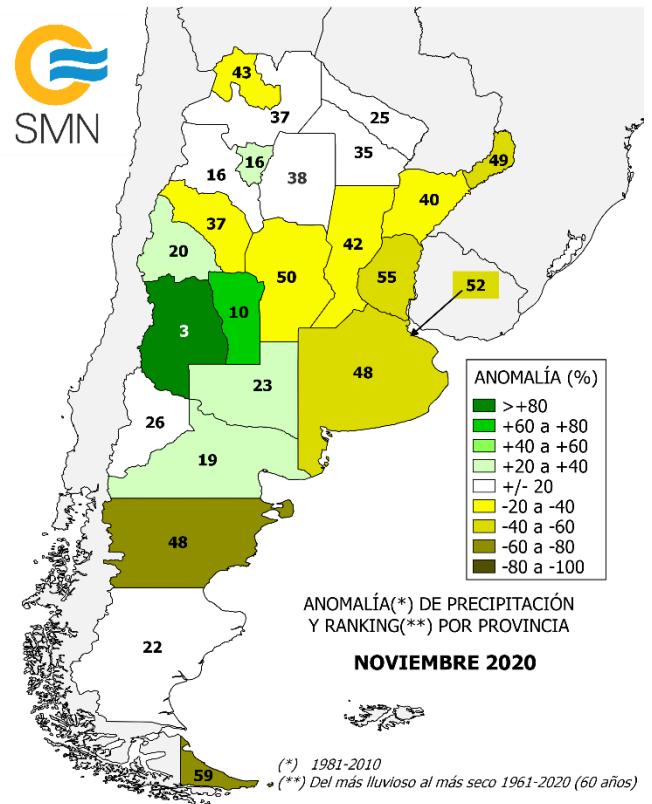 SMN
43
37
25
35
16
16
38
49
40
37
42
20
50
55
52
10
3
48
23
26
19
48
22
59
ANOMALÍA (%)
>+80
+60 a +80
+40 a +60
+20 a +40
+/- 20
-20 a -40
-40 a -60
-60 a -80
-80 a -100
ANOMALÍA(*) DE PRECIPITACIÓN
Y RANKING(**) POR PROVINCIA
NOVIEMBRE 2020
(*) 1981-2010
(**) Del más lluvioso al más seco 1961-2020 (60 años)